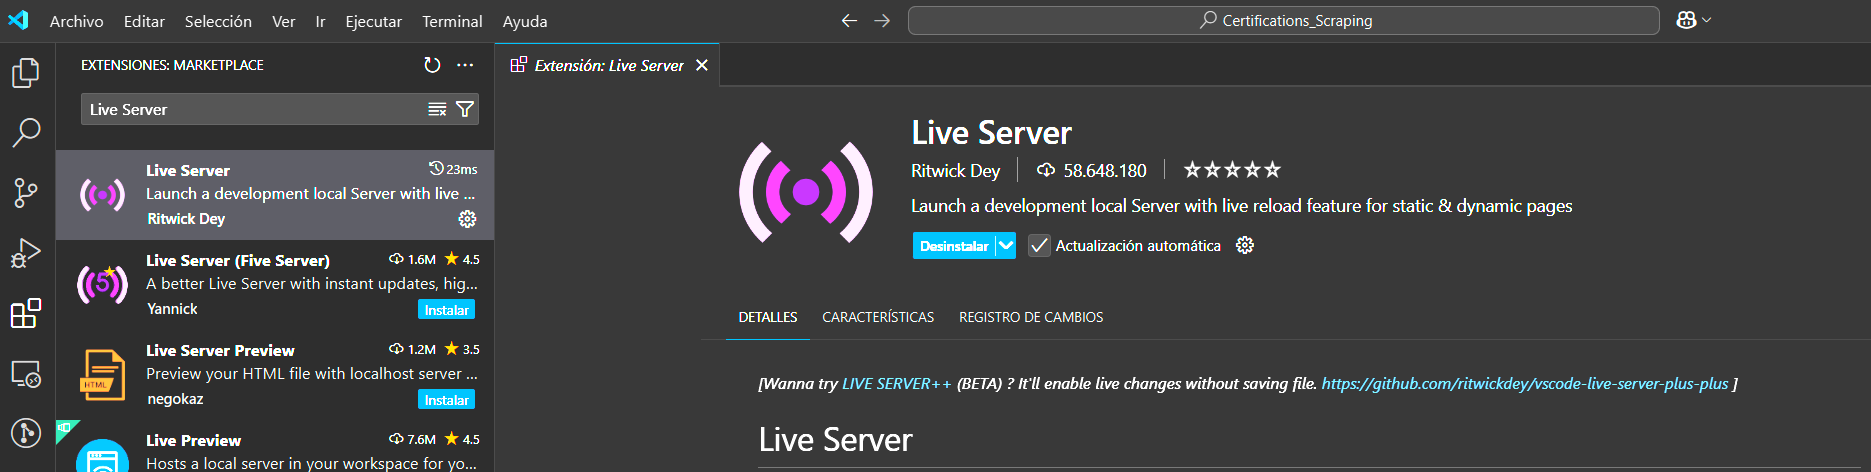 Archivo Editar Selección Ver Ir Ejecutar Terminal Ayuda
Certifications_Scraping
EXTENSIONES: MARKETPLACE
Live Server
Live Server 23ms
Launch a development local Server with live ...
Ritwick Dey
Live Server (Five Server) 1.6M 4.5
A better Live Server with instant updates, hig...
Yannick Instalar
Live Server Preview 1.2M 3.5
Preview your HTML file with localhost server ...
negokaz Instalar
Live Preview 7.6M 4.5
Hosts a local server in your workspace for yo...
5
HTML
Extensión: Live Server
Live Server
Ritwick Dey 58.648.180
Launch a development local Server with live reload feature for static & dynamic pages
Desinstalar Actualización automática
DETALLES CARACTERÍSTICAS REGISTRO DE CAMBIOS
[Wanna try LIVE SERVER++ (BETA) ? It'll enable live changes without saving file. https://github.com/ritwickdey/vscode-live-server-plus-plus ]
Live Server